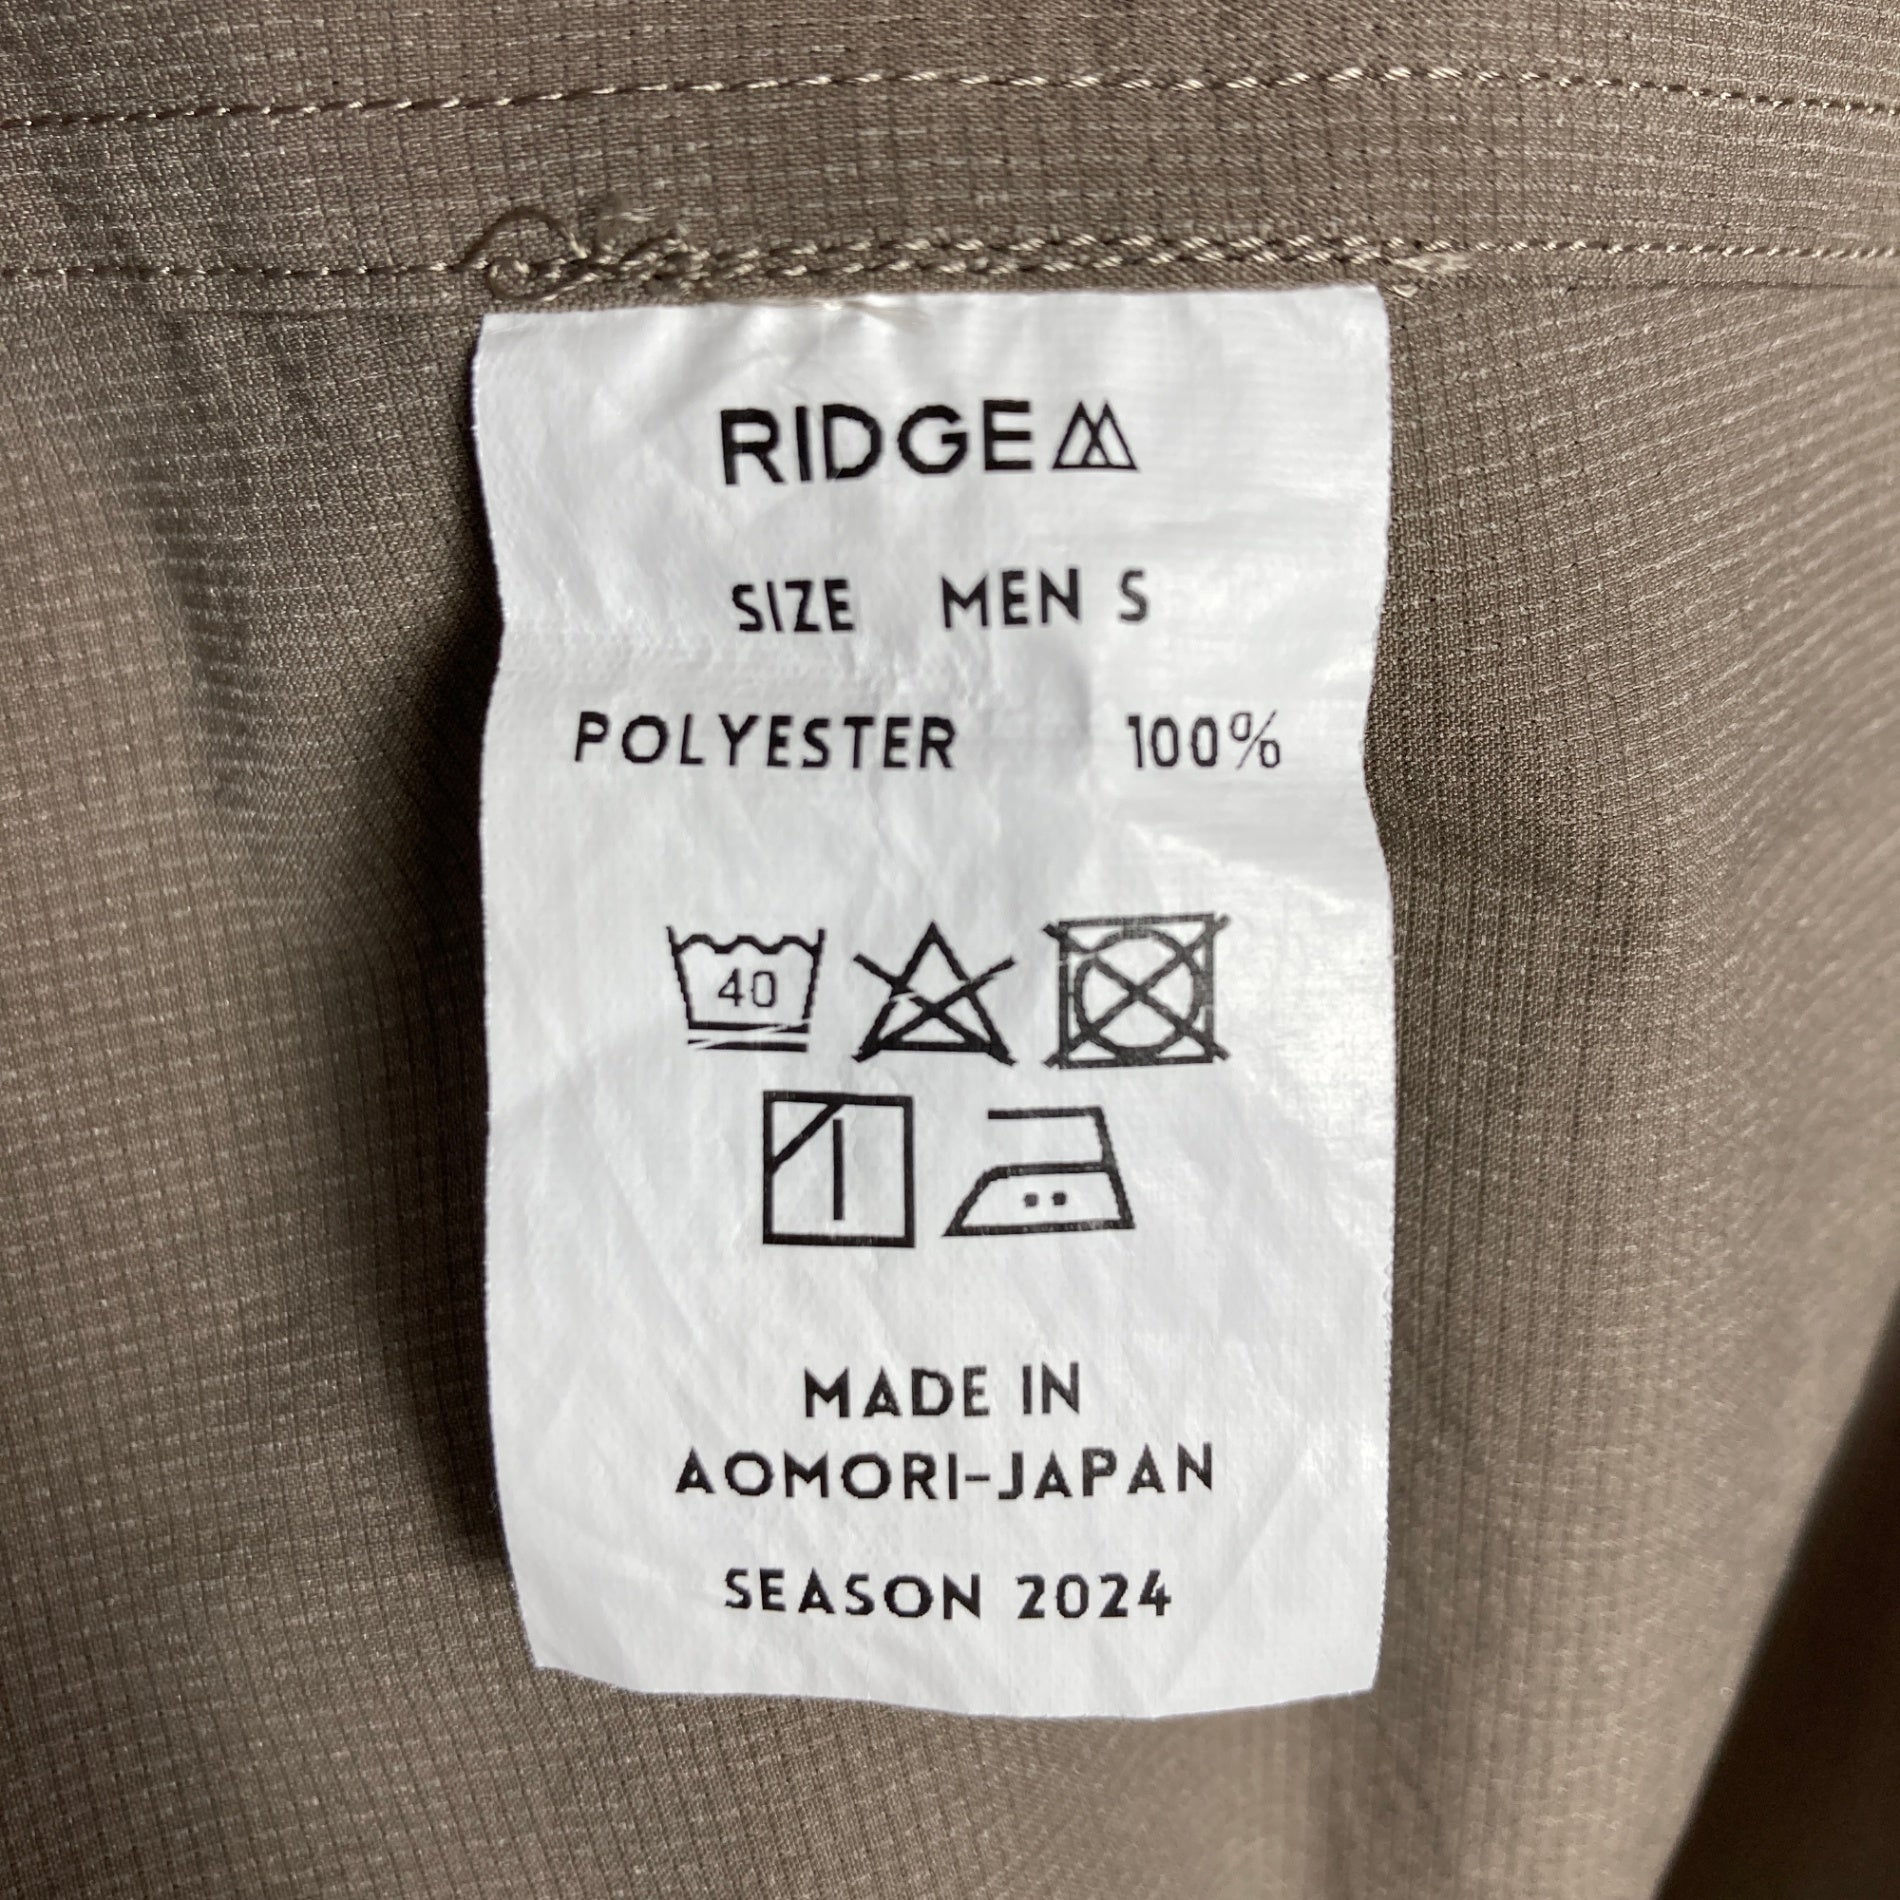 RIDGE
SIZE MEN S
POLYESTER 100%
40
MADE IN
AOMORI-JAPAN
SEASON 2024